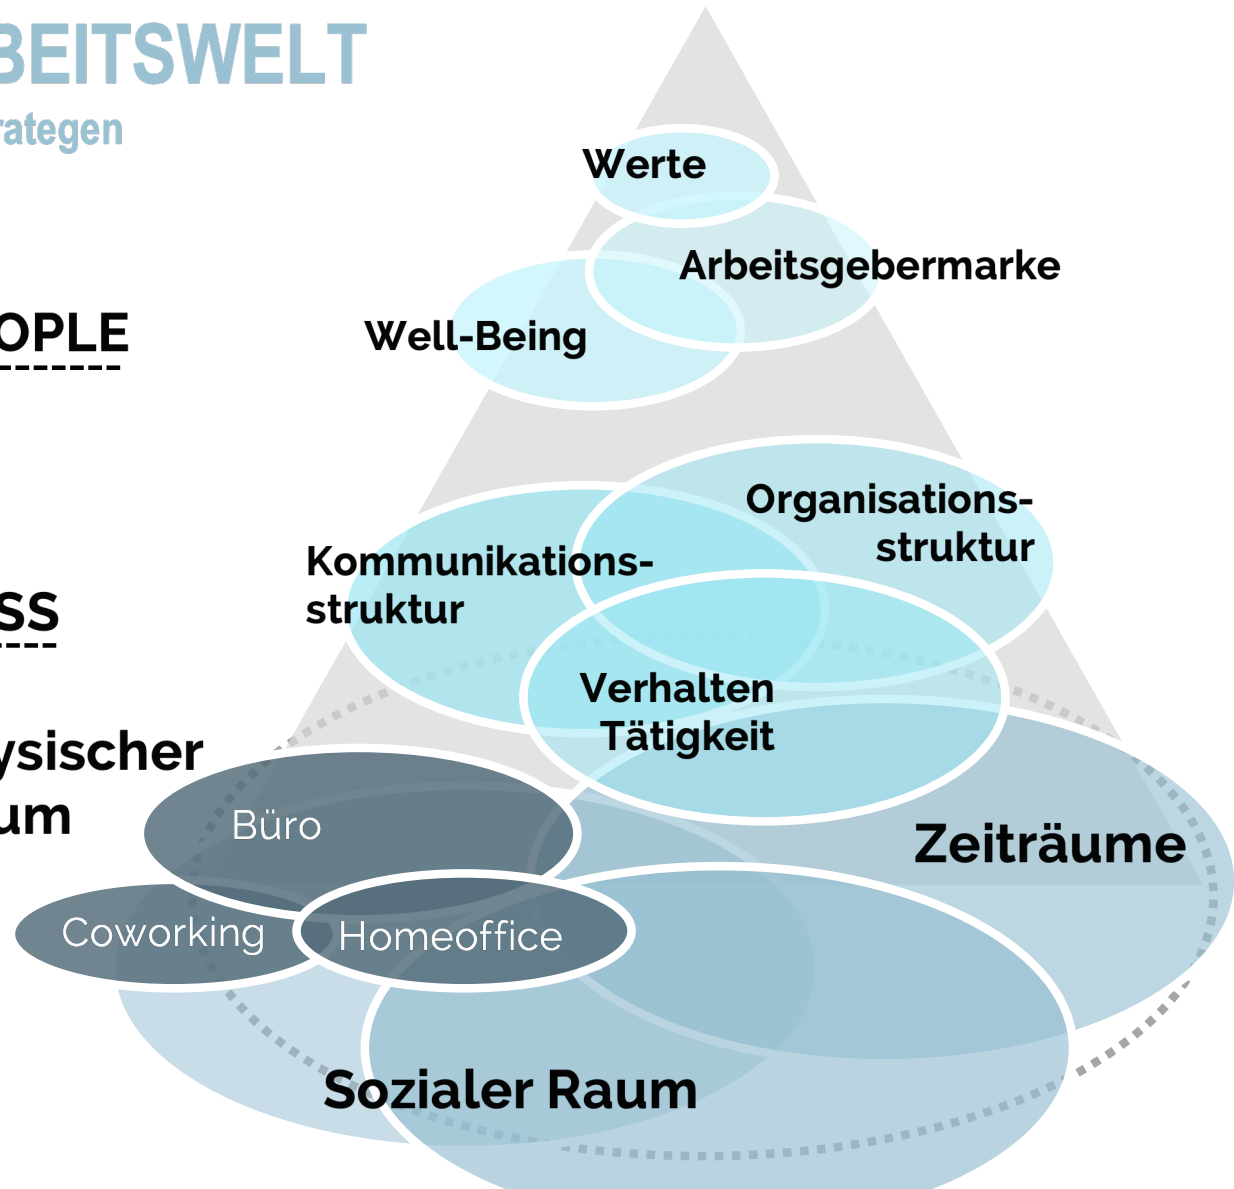 BEITSWELT
rategen
Werte
Arbeitsgebermarke
OPLE
Well-Being
Organisations-
struktur
Kommunikations-
struktur
SS
Verhalten
Tätigkeit
ysischer
um
Büro
Zeiträume
Coworking
Homeoffice
Sozialer Raum